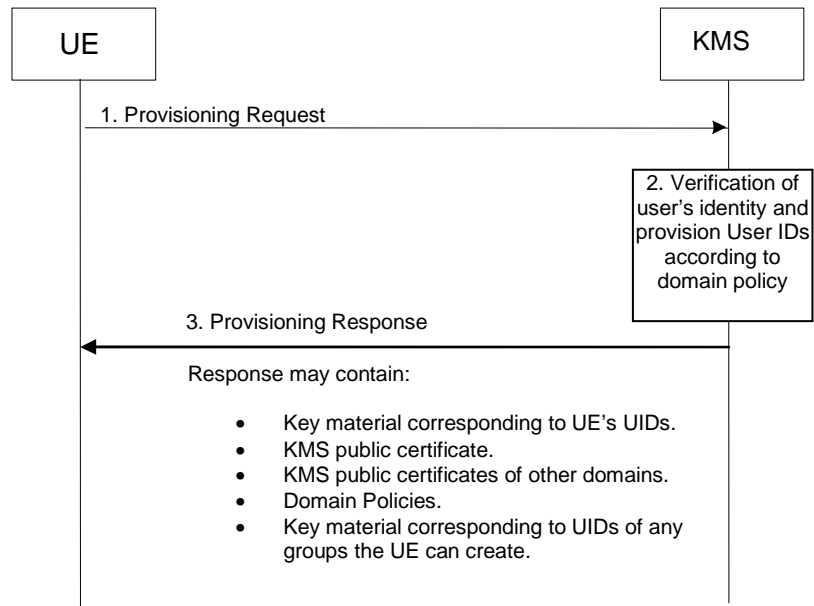 UE
KMS
1. Provisioning Request
2. Verification of
user's identity and
provision User IDs
according to
domain policy
3. Provisioning Response
Response may contain:
• Key material corresponding to UE's UIDs.
• KMS public certificate.
• KMS public certificates of other domains.
• Domain Policies.
• Key material corresponding to UIDs of any
groups the UE can create.